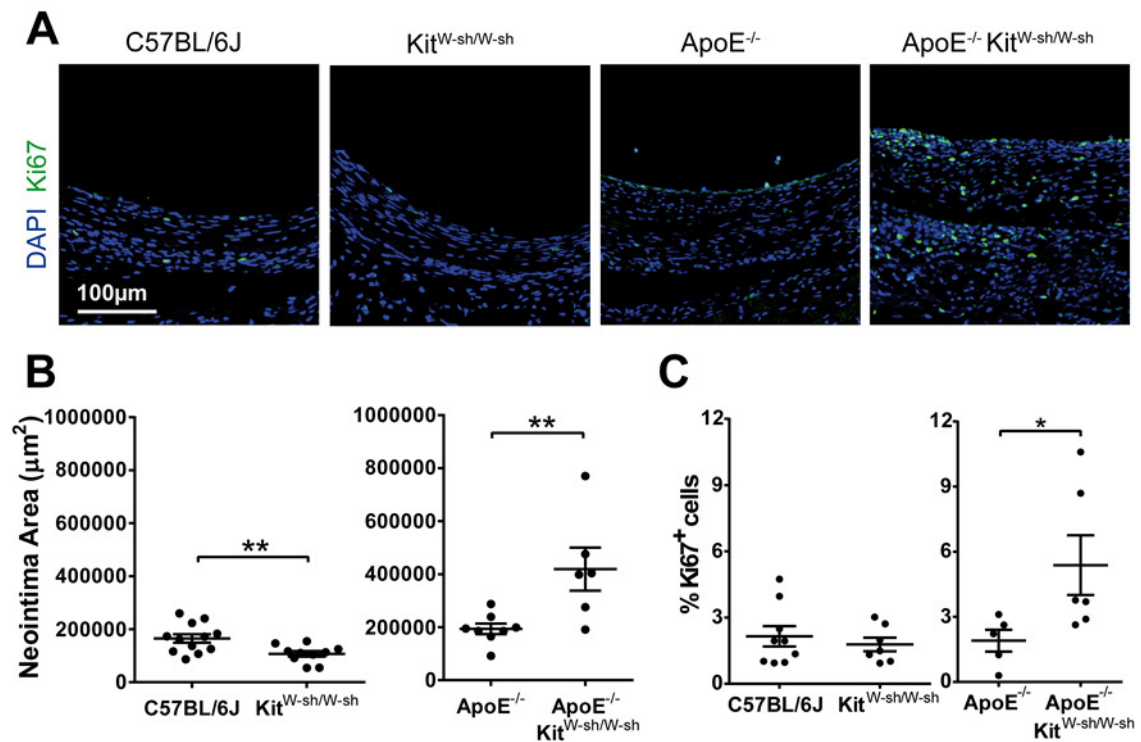 A
C57BL/6J
Kit^W-sh/W-sh
ApoE^-/-
ApoE^-/- Kit^W-sh/W-sh
DAPI Ki67
100µm
B
Neointima Area (µm²)
1000000
800000
600000
400000
200000
0
**
C57BL/6J
Kit^W-sh/W-sh
1000000
800000
600000
400000
200000
0
**
ApoE^-/-
ApoE^-/-
Kit^W-sh/W-sh
C
% Ki67⁺ cells
12
9
6
3
0
C57BL/6J
Kit^W-sh/W-sh
12
9
6
3
0
*
ApoE^-/-
ApoE^-/-
Kit^W-sh/W-sh